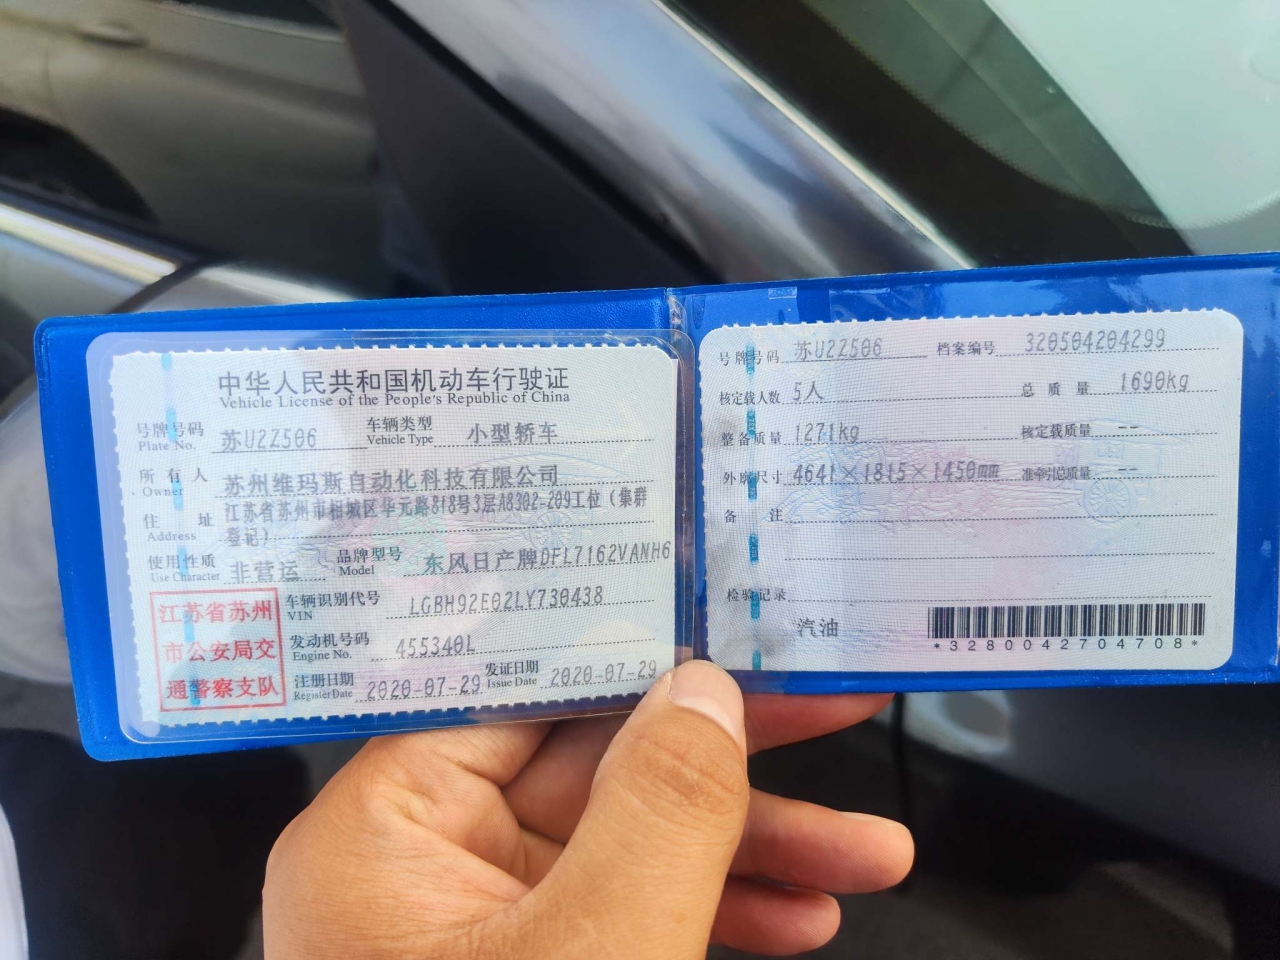 中华人民共和国机动车行驶证
Vehicle License of the People's Republic of China
号牌号码 苏U2Z506 车辆类型 小型轿车
Plate No. Vehicle Type
所有人 苏州维玛斯自动化科技有限公司
Owner
住址 江苏省苏州市相城区华元路818号3层A8302-209工位（集群
Address 登记）
使用性质 非营运 品牌型号 东风日产牌DFL7162VANH6
Use Character Model
江苏省苏州
市公安局交
通警察支队
车辆识别代号 LGBH92E02LY730438
VIN
发动机号码 455340L
Engine No.
注册日期 2020-07-29 发证日期 2020-07-29
Register Date Issue Date
号牌号码 苏U2Z506 档案编号 320504204299
核定载人数 5人 总质量 1690kg
整备质量 1271kg 核定载质量 --
外廓尺寸 4641×1815×1450mm 准牵引总质量 --
备注
检验记录
汽油
*3280042704708*